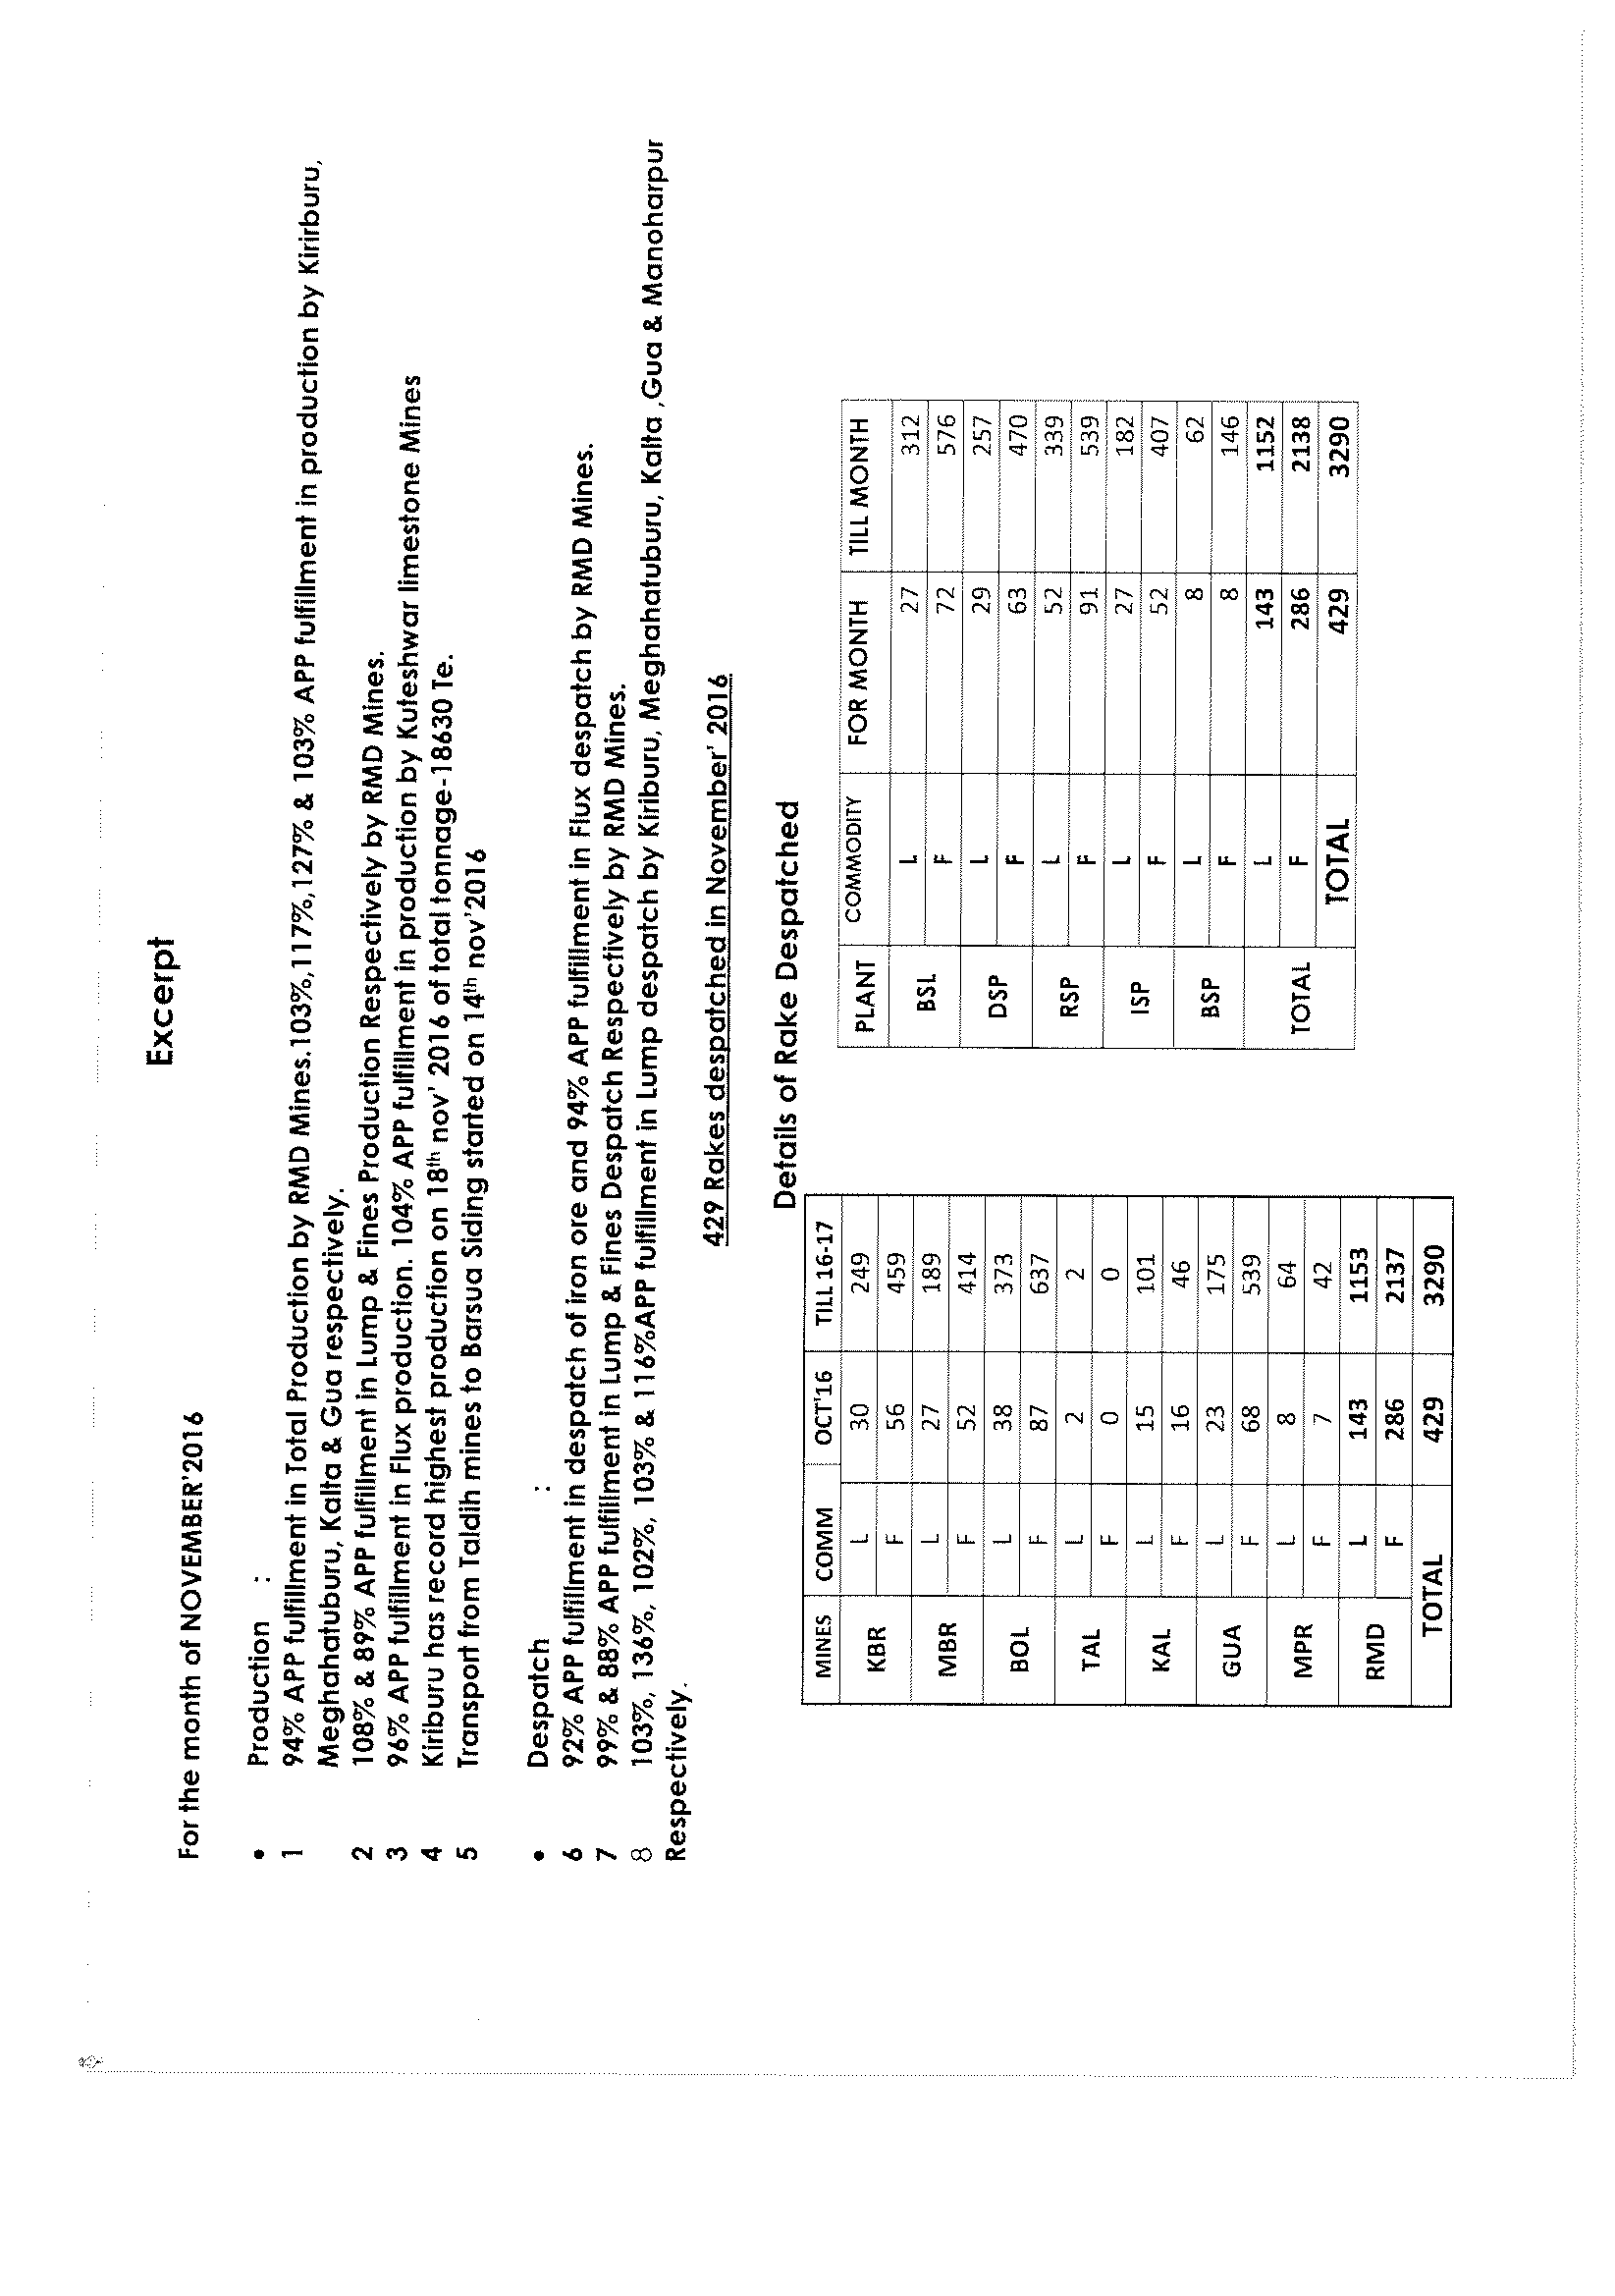 Excerpt
For the month of NOVEMBER'2016
• Production :
1 94% APP fulfillment in Total Production by RMD Mines.103%,117%,127% & 103% APP fulfillment in production by Kirirburu,
Meghahatuburu, Kalta & Gua respectively.
2 108% & 89% APP fulfillment in Lump & Fines Production Respectively by RMD Mines.
3 96% APP fulfillment in Flux production. 104% APP fulfillment in production by Kuteshwar limestone Mines
4 Kiriburu has record highest production on 18th nov' 2016 of total tonnage-18630 Te.
5 Transport from Taldih mines to Barsua Siding started on 14th nov'2016
• Despatch :
6 92% APP fulfillment in despatch of iron ore and 94% APP fulfillment in Flux despatch by RMD Mines.
7 99% & 88% APP fulfillment in Lump & Fines Despatch Respectively by RMD Mines.
8 103%, 136%, 102%, 103% & 116%APP fulfillment in Lump despatch by Kiriburu, Meghahatuburu, Kalta ,Gua & Manoharpur
Respectively.
429 Rakes despatched in November' 2016
Details of Rake Despatched
MINES COMM OCT'16 TILL 16-17
KBR L 30 249
F 56 459
MBR L 27 189
F 52 414
BOL L 38 373
F 87 637
TAL L 2 2
F 0 0
KAL L 15 101
F 16 46
GUA L 23 175
F 68 539
MPR L 8 64
F 7 42
RMD L 143 1153
F 286 2137
TOTAL 429 3290
PLANT COMMODITY FOR MONTH TILL MONTH
BSL L 27 312
F 72 576
DSP L 29 257
F 63 470
RSP L 52 339
F 91 539
ISP L 27 182
F 52 407
BSP L 8 62
F 8 146
TOTAL L 143 1152
F 286 2138
TOTAL 429 3290